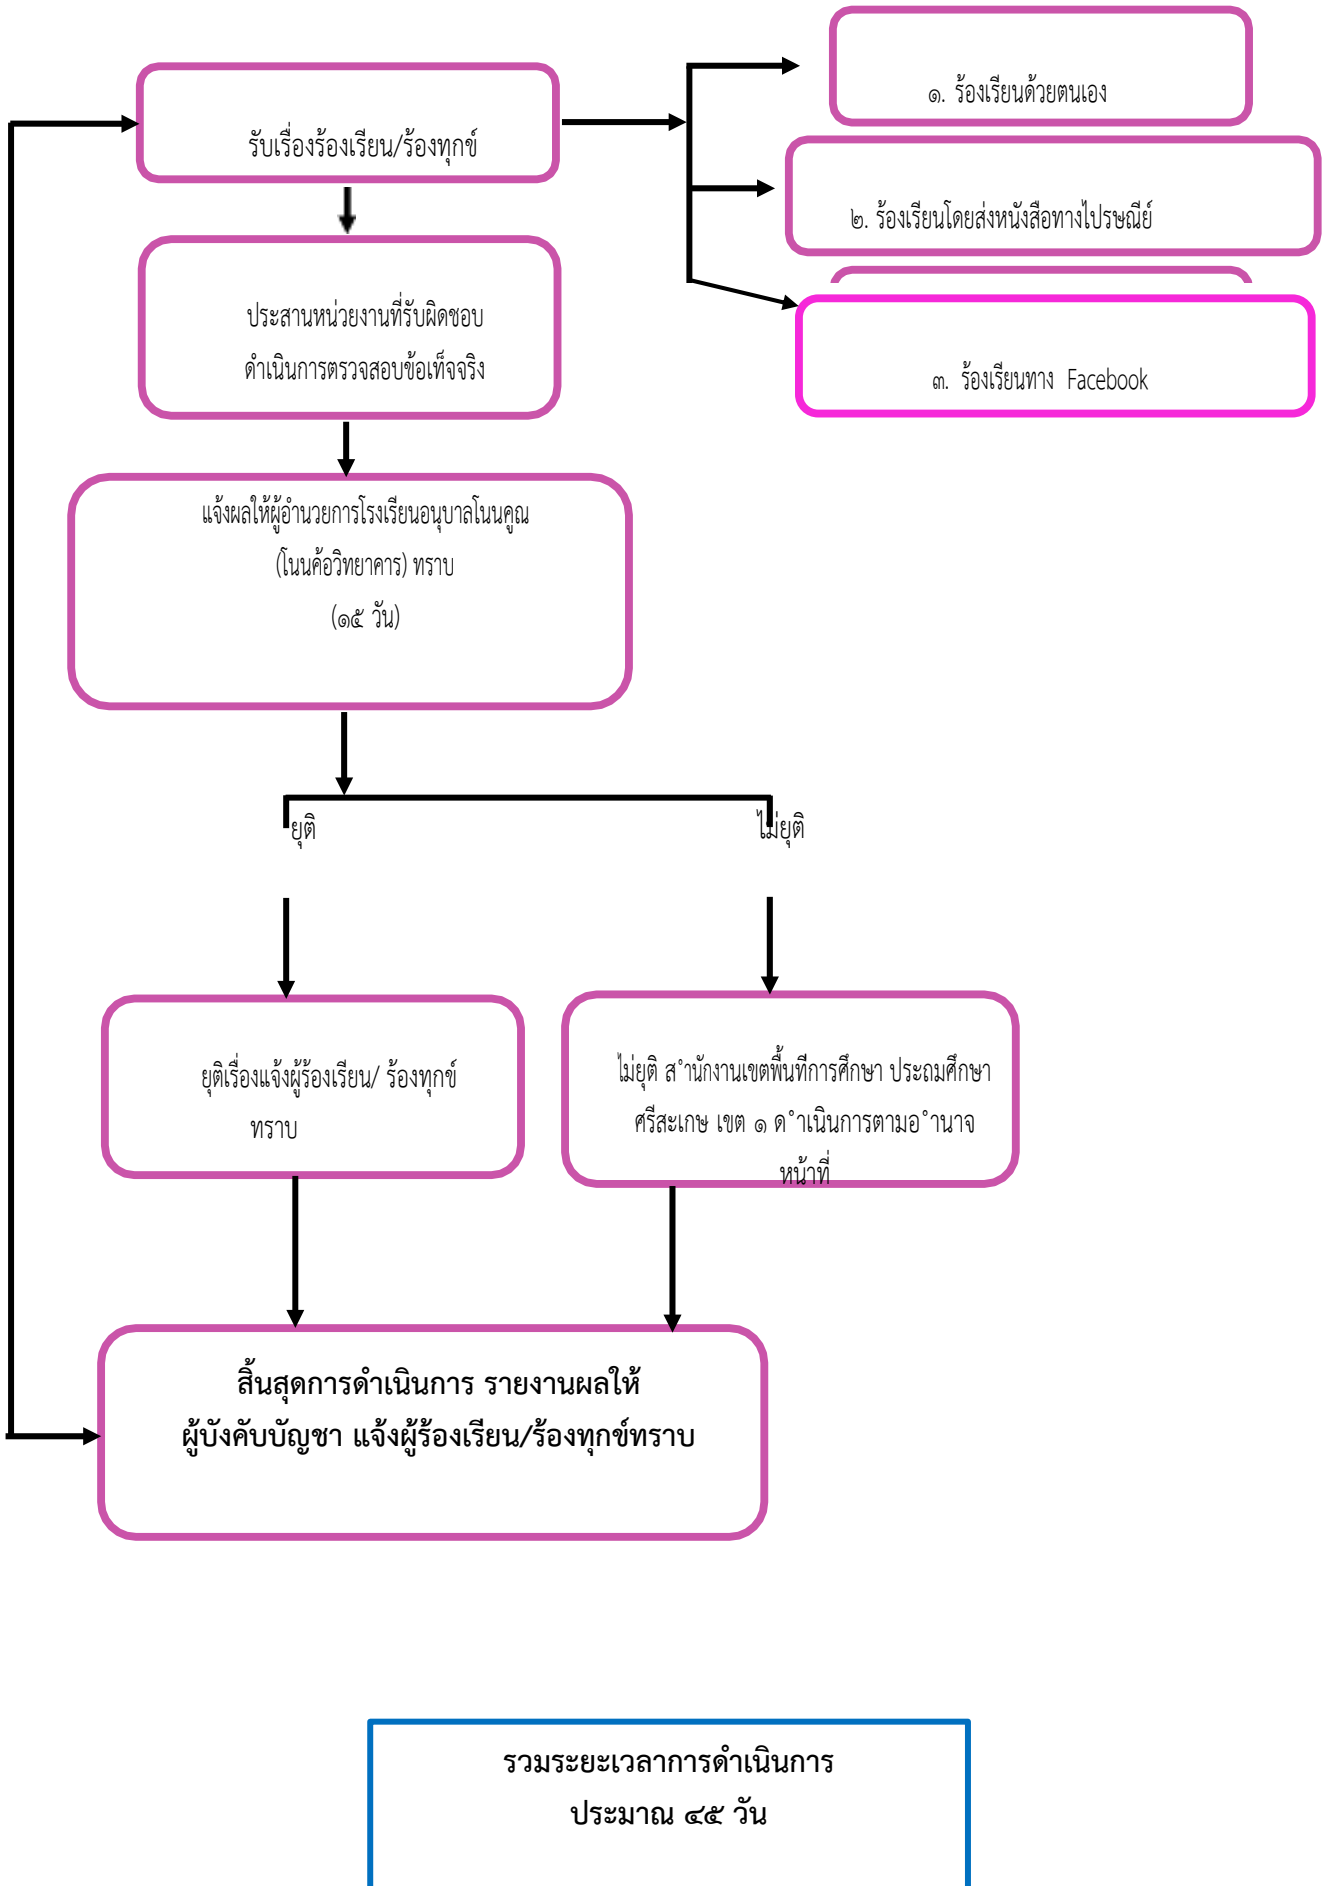 ๑. ร้องเรียนด้วยตนเอง
รับเรื่องร้องเรียน/ร้องทุกข์
๒. ร้องเรียนโดยส่งหนังสือทางไปรษณีย์
ประสานหน่วยงานที่รับผิดชอบ
ดำเนินการตรวจสอบข้อเท็จจริง
๓. ร้องเรียนทาง Facebook
แจ้งผลให้ผู้อำนวยการโรงเรียนอนุบาลโนนคูณ
(โนนค้อวิทยาคาร) ทราบ
(๑๕ วัน)
ยุติ
ไม่ยุติ
ยุติเรื่องแจ้งผู้ร้องเรียน/ ร้องทุกข์
ทราบ
ไม่ยุติ ส ำนักงานเขตพื้นที่การศึกษา ประถมศึกษา
ศรีสะเกษ เขต ๑ ด ำเนินการตามอ ำนาจ
หน้าที่
สิ้นสุดการดำเนินการ รายงานผลให้
ผู้บังคับบัญชา แจ้งผู้ร้องเรียน/ร้องทุกข์ทราบ
รวมระยะเวลาการดำเนินการ
ประมาณ ๔๕ วัน